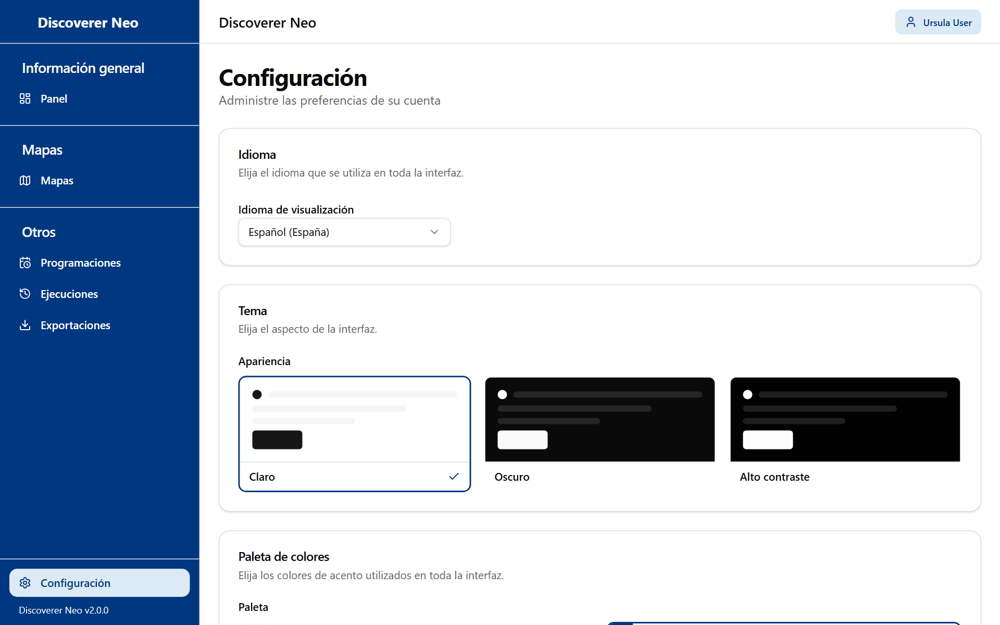 Discoverer Neo
Información general
Panel
Mapas
Mapas
Otros
Programaciones
Ejecuciones
Exportaciones
Configuración
Discoverer Neo v2.0.0
Discoverer Neo
Ursula User
Configuración
Administre las preferencias de su cuenta
Idioma
Elija el idioma que se utiliza en toda la interfaz.
Idioma de visualización
Español (España)
Tema
Elija el aspecto de la interfaz.
Apariencia
Claro
Oscuro
Alto contraste
Paleta de colores
Elija los colores de acento utilizados en toda la interfaz.
Paleta